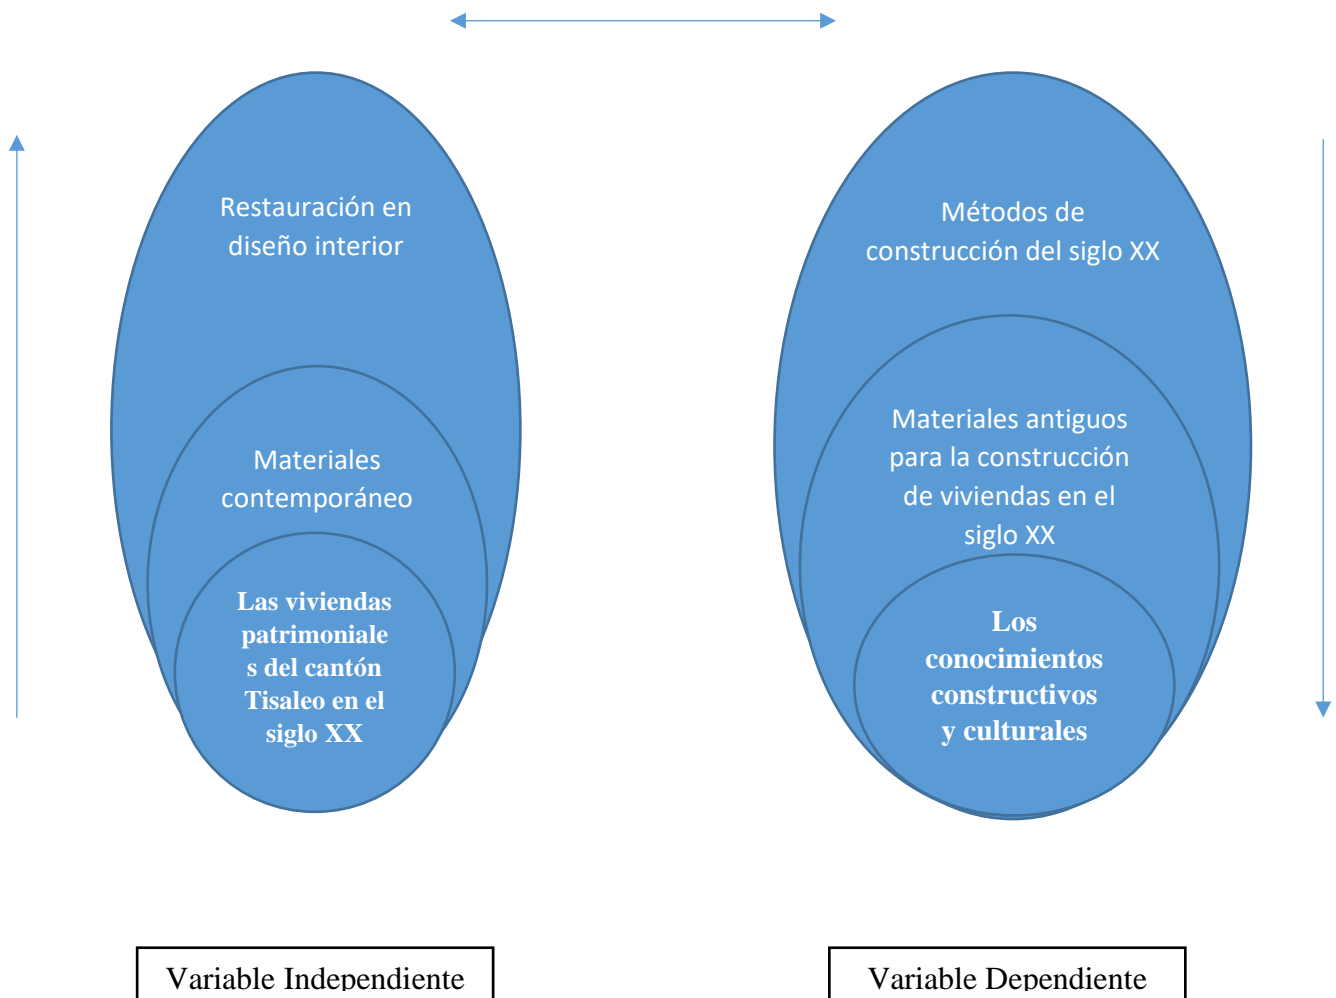 Restauración en
diseño interior
Materiales
contemporáneo
Las viviendas
patrimoniale
s del cantón
Tisaleo en el
siglo XX
Variable Independiente
Métodos de
construcción del siglo XX
Materiales antiguos
para la construcción
de viviendas en el
siglo XX
Los
conocimientos
constructivos
y culturales
Variable Dependiente